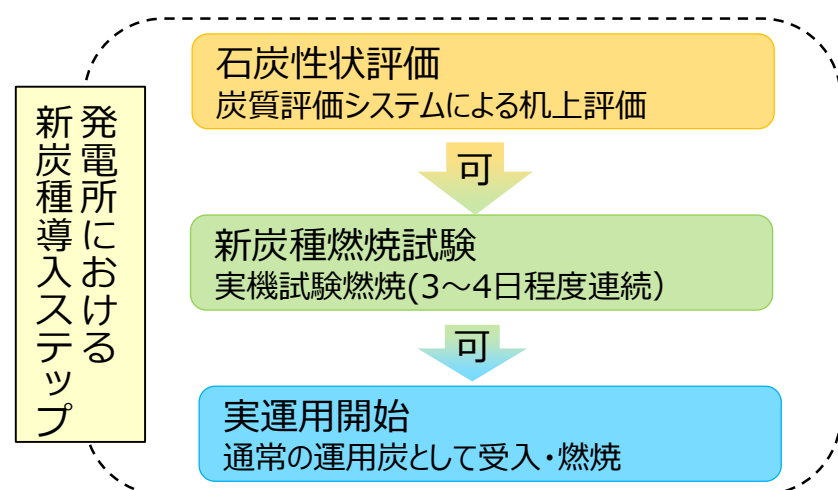 発電所における
新炭種導入ステップ
石炭性状評価
炭質評価システムによる机上評価
可
新炭種燃焼試験
実機試験燃焼(3～4日程度連続）
可
実運用開始
通常の運用炭として受入・燃焼